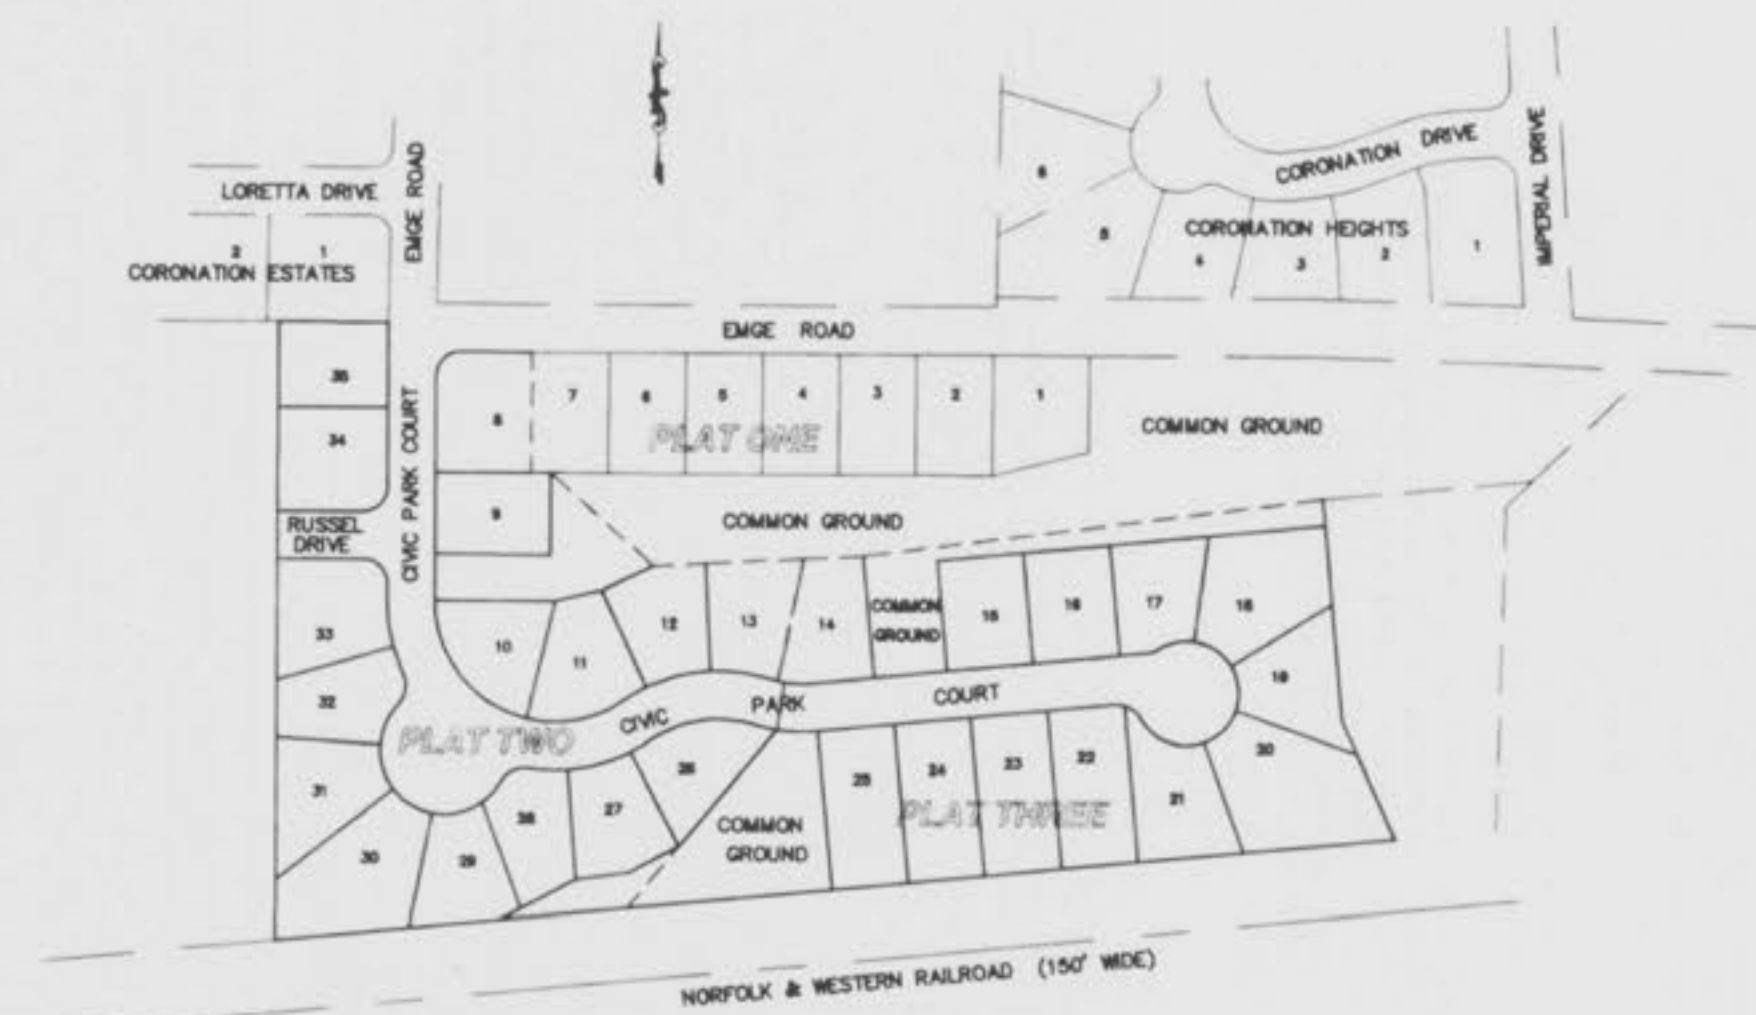 LORETTA DRIVE
EMGE ROAD
CORONATION DRIVE
IMPERIAL DRIVE
6
5
CORONATION HEIGHTS
4
3
2
1
2
1
CORONATION ESTATES
EMGE ROAD
35
34
CIVIC PARK COURT
8
7
6
5
4
3
2
1
PLAT ONE
COMMON GROUND
9
COMMON GROUND
RUSSEL
DRIVE
33
32
31
30
29
10
11
12
13
14
COMMON
GROUND
15
16
17
18
19
20
CIVIC PARK COURT
PLAT TWO
28
27
26
COMMON
GROUND
25
24
23
22
21
PLAT THREE
NORFOLK & WESTERN RAILROAD (150' WIDE)